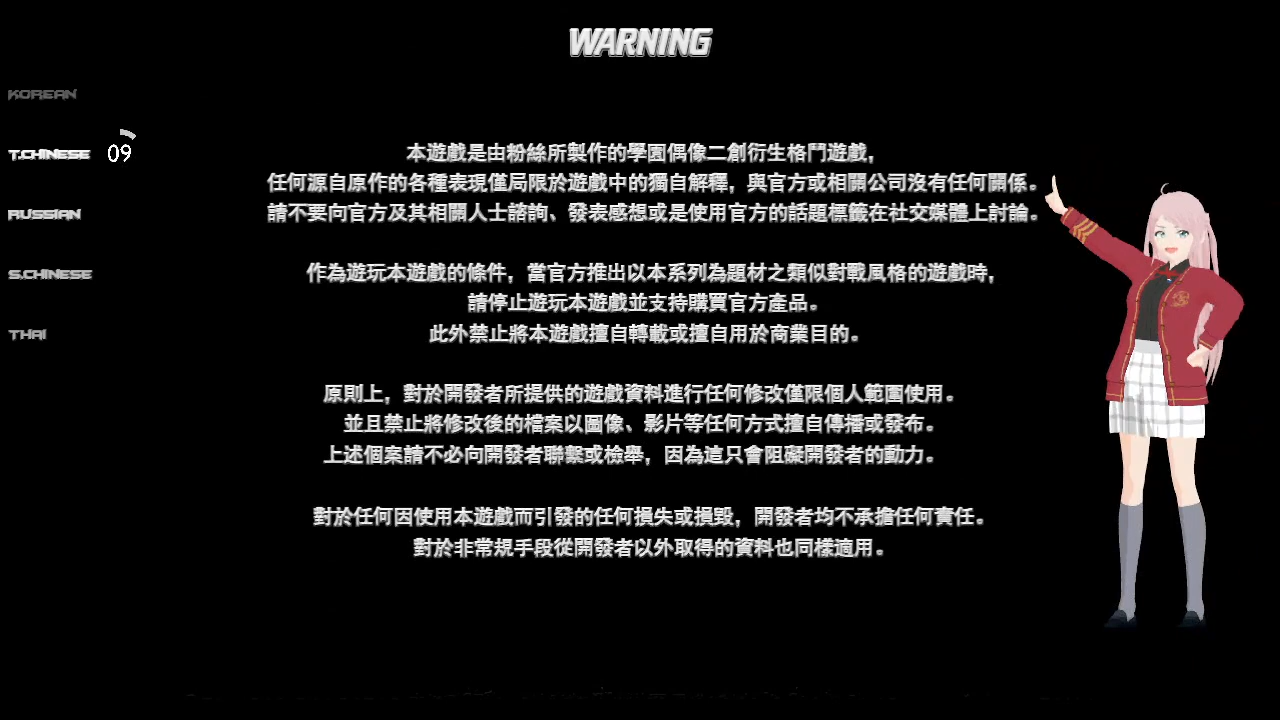 WARNING
KOREAN
T.CHINESE 09
RUSSIAN
S.CHINESE
THAI
本遊戲是由粉絲所製作的學園偶像二創衍生格鬥遊戲,
任何源自原作的各種表現僅局限於遊戲中的獨自解釋, 與官方或相關公司沒有任何關係。
請不要向官方及其相關人士諮詢、發表感想或是使用官方的話題標籤在社交媒體上討論。
作為遊玩本遊戲的條件, 當官方推出以本系列為題材之類似對戰風格的遊戲時,
請停止遊玩本遊戲並支持購買官方產品。
此外禁止將本遊戲擅自轉載或擅自用於商業目的。
原則上, 對於開發者所提供的遊戲資料進行任何修改僅限個人範圍使用。
並且禁止將修改後的檔案以圖像、影片等任何方式擅自傳播或發布。
上述個案請不必向開發者聯繫或檢舉, 因為這只會阻礙開發者的動力。
對於任何因使用本遊戲而引發的任何損失或損毀, 開發者均不承擔任何責任。
對於非常規手段從開發者以外取得的資料也同樣適用。